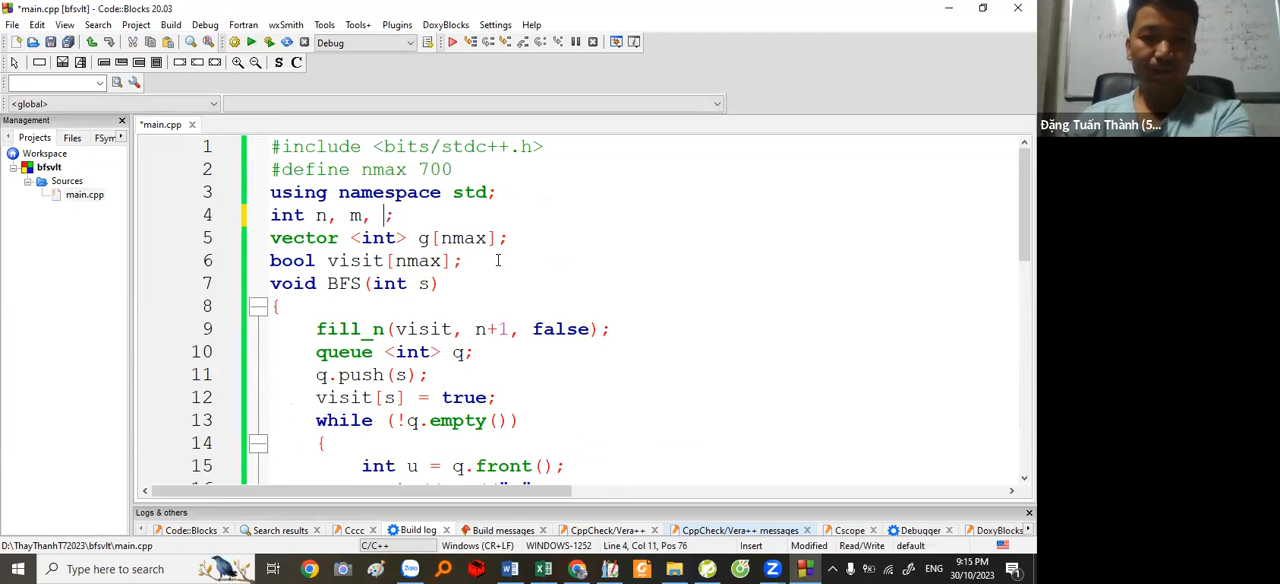 *main.cpp [bfsvlt] - Code::Blocks 20.03
File Edit View Search Project Build Debug Fortran wxSmith Tools Tools+ Plugins DoxyBlocks Settings Help
Debug
S C
<global>
Management
Projects Files FSym
Workspace
bfsvlt
Sources
main.cpp
*main.cpp
1 #include <bits/stdc++.h>
2 #define nmax 700
3 using namespace std;
4 int n, m, ;
5 vector <int> g[nmax];
6 bool visit[nmax];
7 void BFS(int s)
8 {
9 fill_n(visit, n+1, false);
10 queue <int> q;
11 q.push(s);
12 visit[s] = true;
13 while (!q.empty())
14 {
15 int u = q.front();
Logs & others
Code::Blocks Search results Cccc Build log Build messages CppCheck/Vera++ CppCheck/Vera++ messages Cscope Debugger DoxyBlocks
D:\ThayThanhT72023\bfsvlt\main.cpp C/C++ Windows (CR+LF) WINDOWS-1252 Line 4, Col 11, Pos 76 Insert Modified Read/Write default
Type here to search
ENG
9:15 PM
30/10/2023
Đặng Tuấn Thành (5...